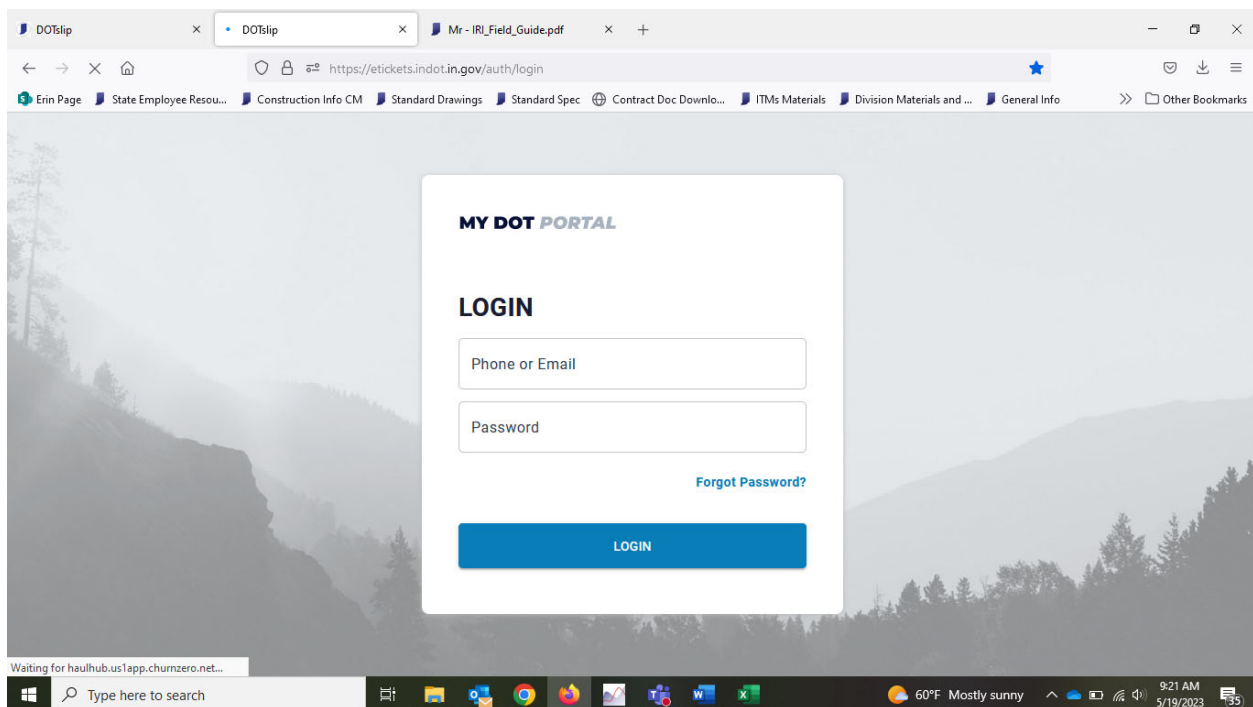 DOTslip
DOTslip
Mr - IRI_Field_Guide.pdf
https://etickets.indot.in.gov/auth/login
Erin Page State Employee Resou... Construction Info CM Standard Drawings Standard Spec Contract Doc Downlo... ITMs Materials Division Materials and ... General Info Other Bookmarks
MY DOT PORTAL
LOGIN
Phone or Email
Password
Forgot Password?
LOGIN
Waiting for haulhub.us1app.churnzero.net...
Type here to search
60°F Mostly sunny
9:21 AM
5/19/2023
35